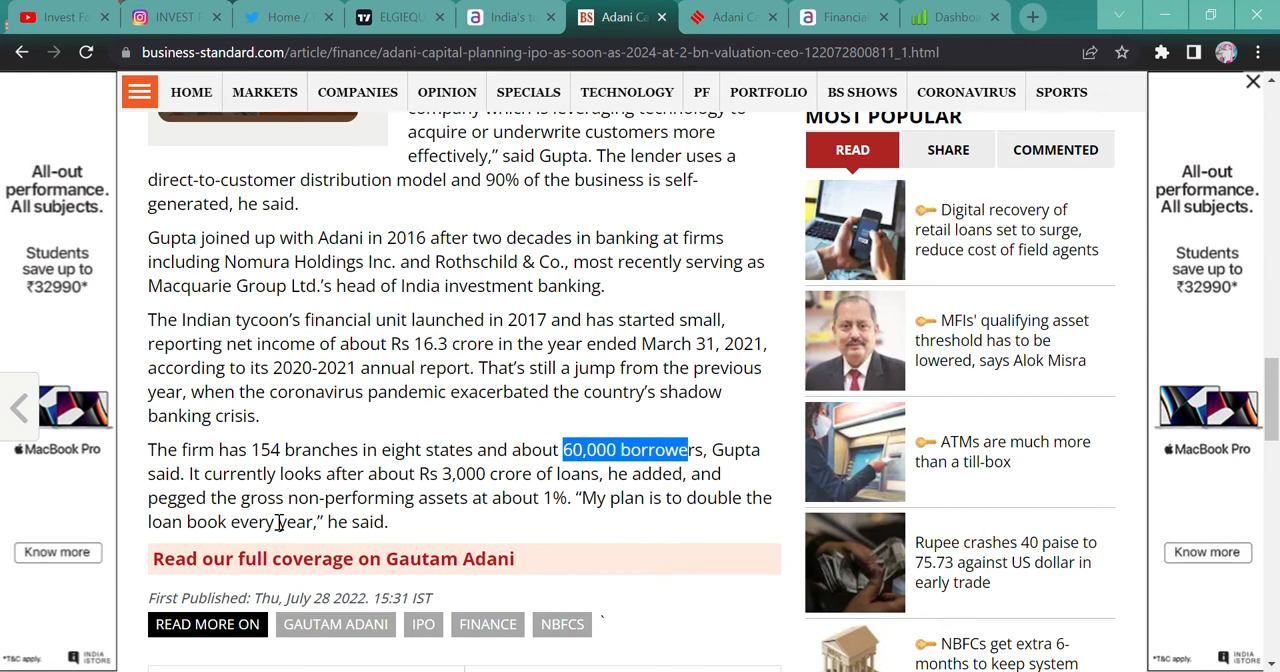 Invest Fo
INVEST F
Home / T
ELGIEQU
India's to
Adani Ca
Adani Ca
Financial
Dashboa
business-standard.com/article/finance/adani-capital-planning-ipo-as-soon-as-2024-at-2-bn-valuation-ceo-122072800811_1.html
HOME
MARKETS
COMPANIES
OPINION
SPECIALS
TECHNOLOGY
PF
PORTFOLIO
BS SHOWS
CORONAVIRUS
SPORTS
company which is leveraging technology to
acquire or underwrite customers more
effectively,” said Gupta. The lender uses a
direct-to-customer distribution model and 90% of the business is self-
generated, he said.
Gupta joined up with Adani in 2016 after two decades in banking at firms
including Nomura Holdings Inc. and Rothschild & Co., most recently serving as
Macquarie Group Ltd.’s head of India investment banking.
The Indian tycoon’s financial unit launched in 2017 and has started small,
reporting net income of about Rs 16.3 crore in the year ended March 31, 2021,
according to its 2020-2021 annual report. That’s still a jump from the previous
year, when the coronavirus pandemic exacerbated the country’s shadow
banking crisis.
The firm has 154 branches in eight states and about 60,000 borrowers, Gupta
said. It currently looks after about Rs 3,000 crore of loans, he added, and
pegged the gross non-performing assets at about 1%. “My plan is to double the
loan book every year,” he said.
Read our full coverage on Gautam Adani
First Published: Thu, July 28 2022. 15:31 IST
READ MORE ON
GAUTAM ADANI
IPO
FINANCE
NBFCS
MOST POPULAR
READ
SHARE
COMMENTED
Digital recovery of
retail loans set to surge,
reduce cost of field agents
MFIs' qualifying asset
threshold has to be
lowered, says Alok Misra
ATMs are much more
than a till-box
Rupee crashes 40 paise to
75.73 against US dollar in
early trade
NBFCs get extra 6-
months to keep system
All-out
performance.
All subjects.
Students
save up to
₹32990*
MacBook Pro
Know more
*T&C apply.
INDIA
iSTORE
All-out
performance.
All subjects.
Students
save up to
₹32990*
MacBook Pro
Know more
*T&C apply.
INDIA
iSTORE